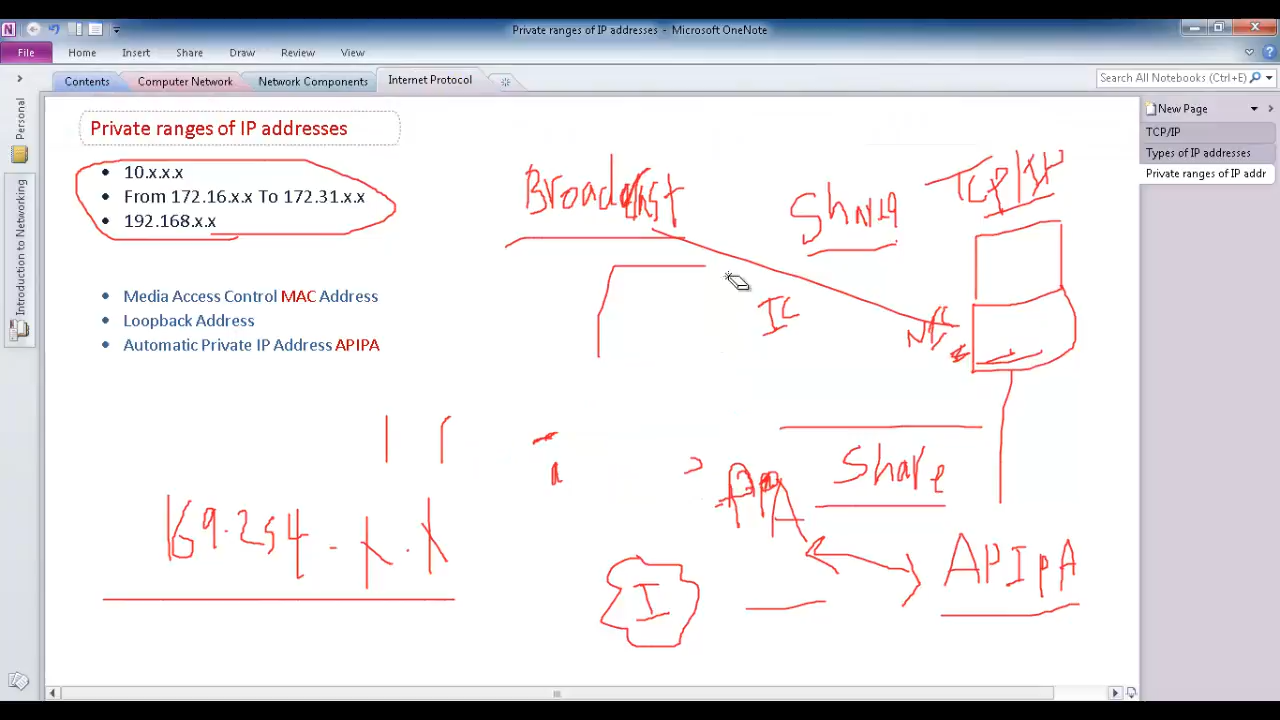 Private ranges of IP addresses - Microsoft OneNote
File Home Insert Share Draw Review View
Contents Computer Network Network Components Internet Protocol
Search All Notebooks (Ctrl+E)
Personal
Introduction to Networking
New Page
TCP/IP
Types of IP addresses
Private ranges of IP addr
Private ranges of IP addresses
10.x.x.x
From 172.16.x.x To 172.31.x.x
192.168.x.x
Media Access Control MAC Address
Loopback Address
Automatic Private IP Address APIPA
Broadcast
TCP/IP
Share
APIPA
169.254.x.x
I